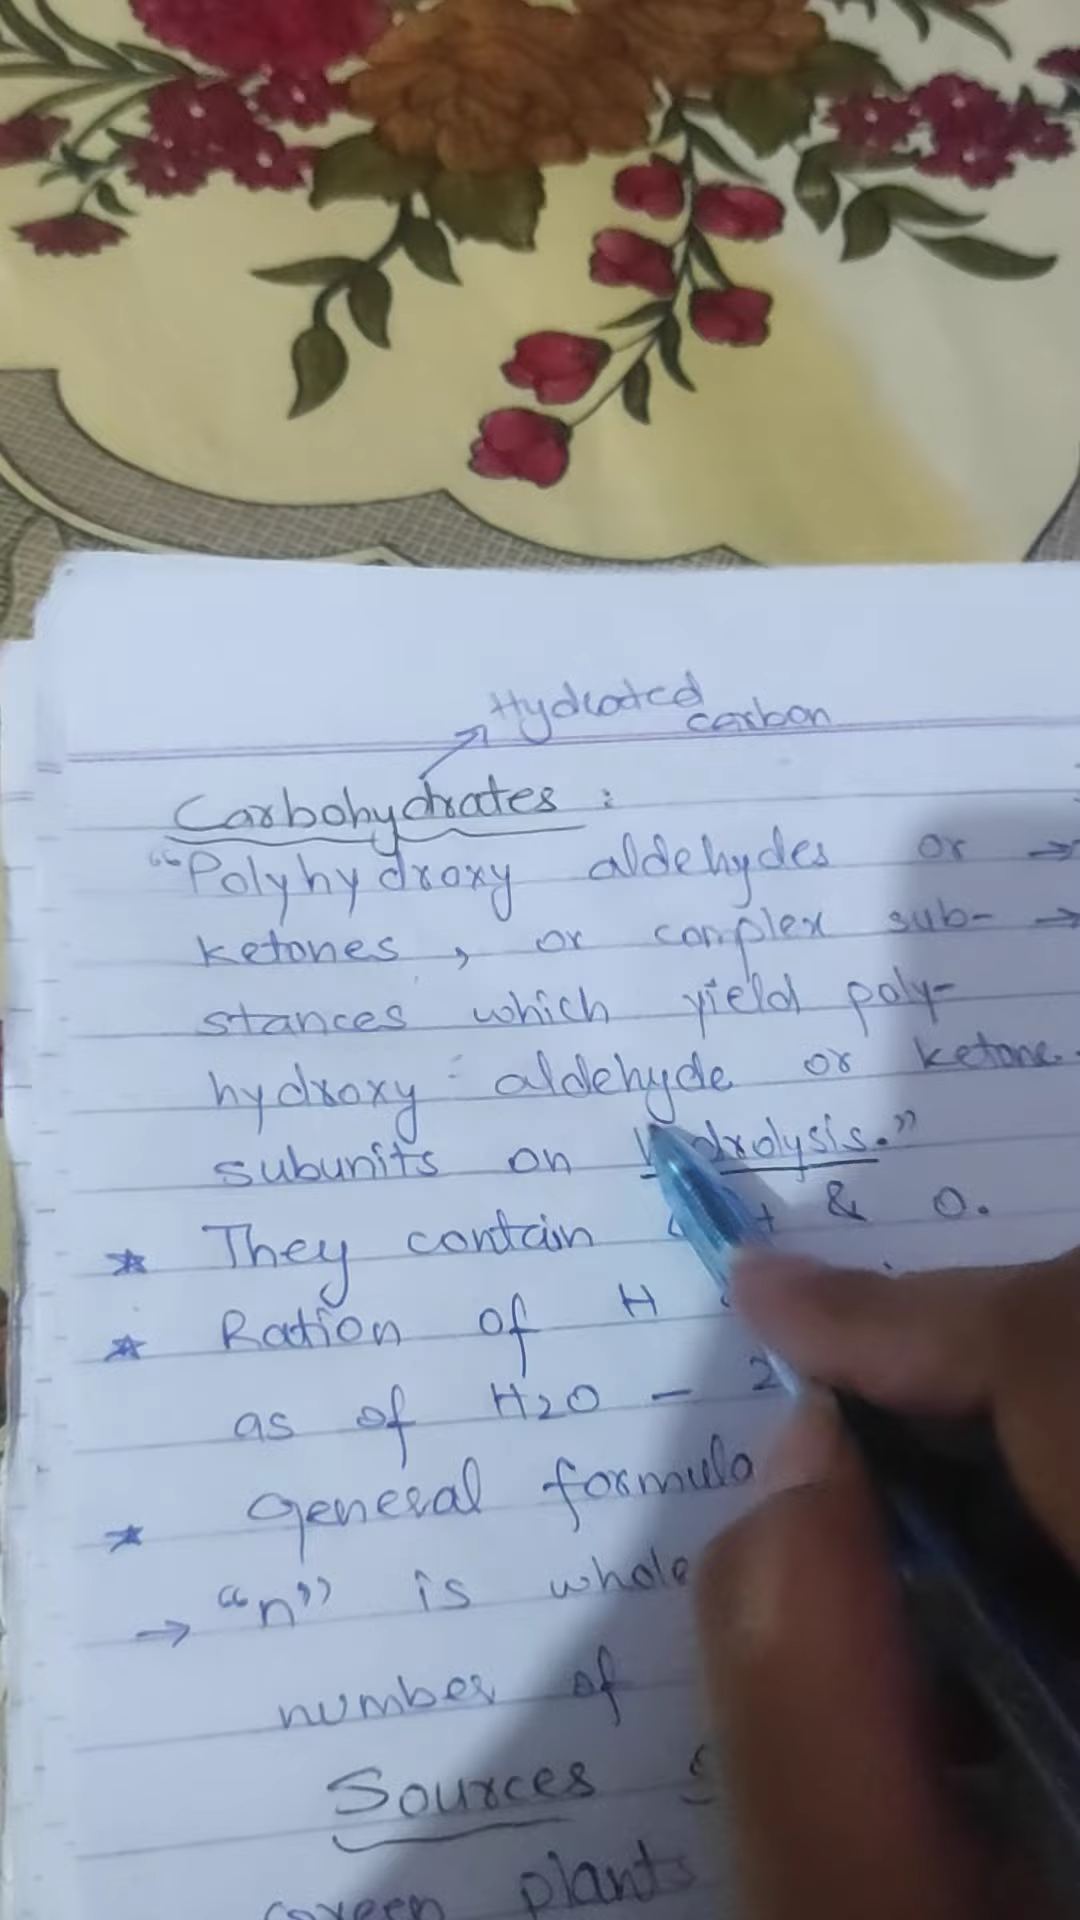 Hydrated
carbon
Carbohydrates :
“Polyhydroxy aldehydes or →
ketones , or complex sub- →
stances which yield poly-
hydroxy aldehyde or ketone.
subunits on hydrolysis.”
* They contain & O.
* Ration of H
as of H2O - 2
* general formula
→ “n” is whole
number of
Sources
Green plants